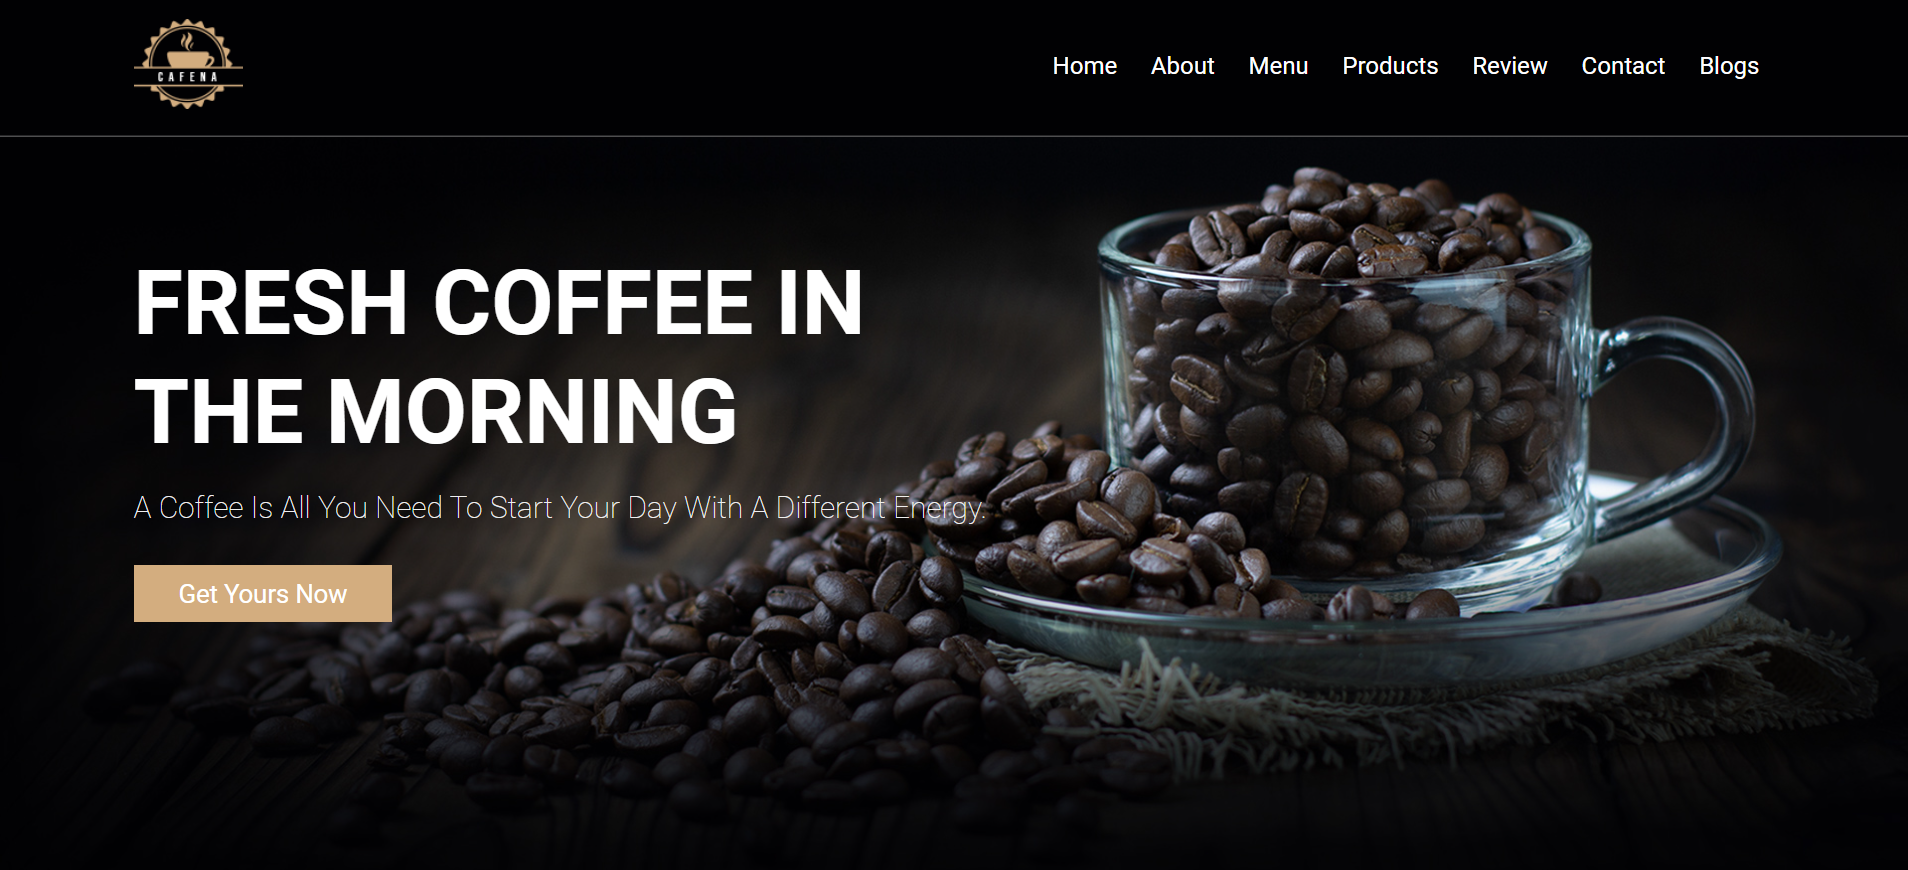 CAFENA
Home About Menu Products Review Contact Blogs
FRESH COFFEE IN
THE MORNING
A Coffee Is All You Need To Start Your Day With A Different Energy.
Get Yours Now